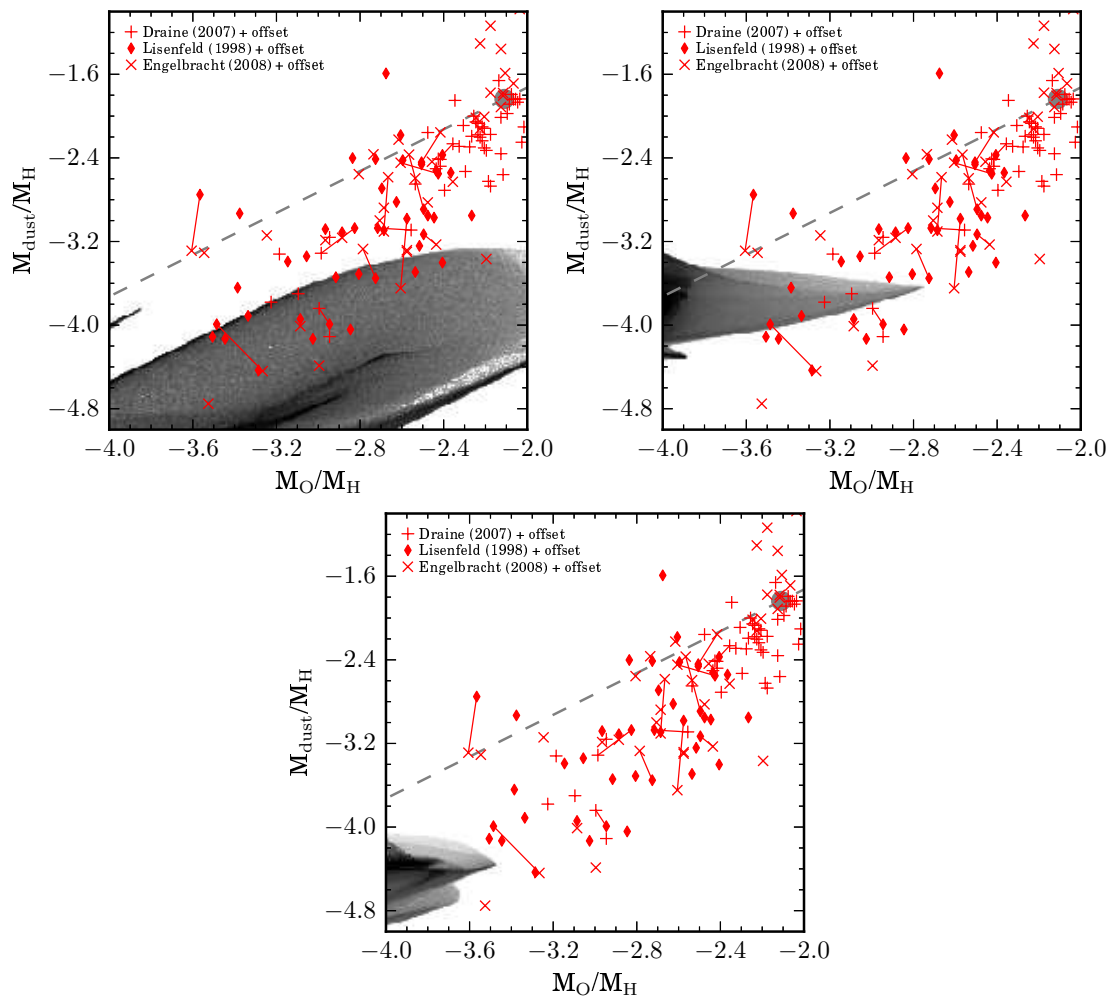 + Draine (2007) + offset
♦ Lisenfeld (1998) + offset
× Engelbracht (2008) + offset
−1.6
−2.4
−3.2
−4.0
−4.8
M_dust/M_H
−4.0 −3.6 −3.2 −2.8 −2.4 −2.0
M_O/M_H
+ Draine (2007) + offset
♦ Lisenfeld (1998) + offset
× Engelbracht (2008) + offset
−1.6
−2.4
−3.2
−4.0
−4.8
M_dust/M_H
−4.0 −3.6 −3.2 −2.8 −2.4 −2.0
M_O/M_H
+ Draine (2007) + offset
♦ Lisenfeld (1998) + offset
× Engelbracht (2008) + offset
−1.6
−2.4
−3.2
−4.0
−4.8
M_dust/M_H
−4.0 −3.6 −3.2 −2.8 −2.4 −2.0
M_O/M_H